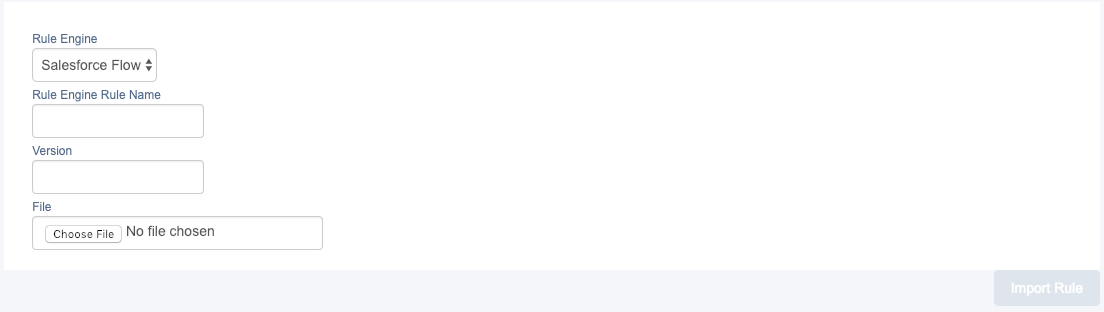 Rule Engine
Salesforce Flow
Rule Engine Rule Name
Version
File
Choose File No file chosen
Import Rule